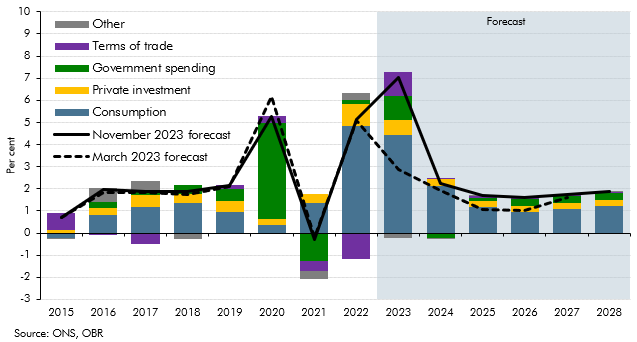 Forecast
Other
Terms of trade
Government spending
Private investment
Consumption
November 2023 forecast
March 2023 forecast
Per cent
10
9
8
7
6
5
4
3
2
1
0
-1
-2
-3
2015 2016 2017 2018 2019 2020 2021 2022 2023 2024 2025 2026 2027 2028
Source: ONS, OBR